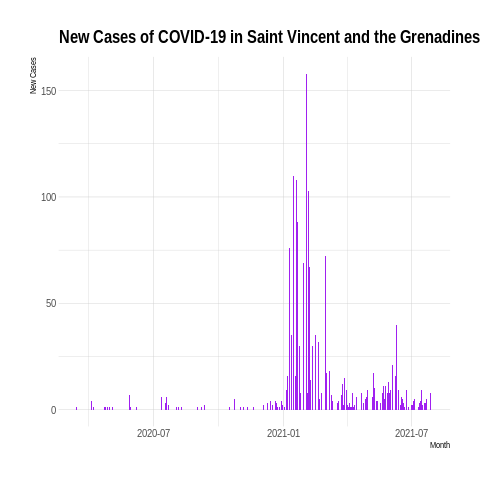 New Cases of COVID-19 in Saint Vincent and the Grenadines
New Cases
150
100
50
0
2020-07
2021-01
2021-07
Month